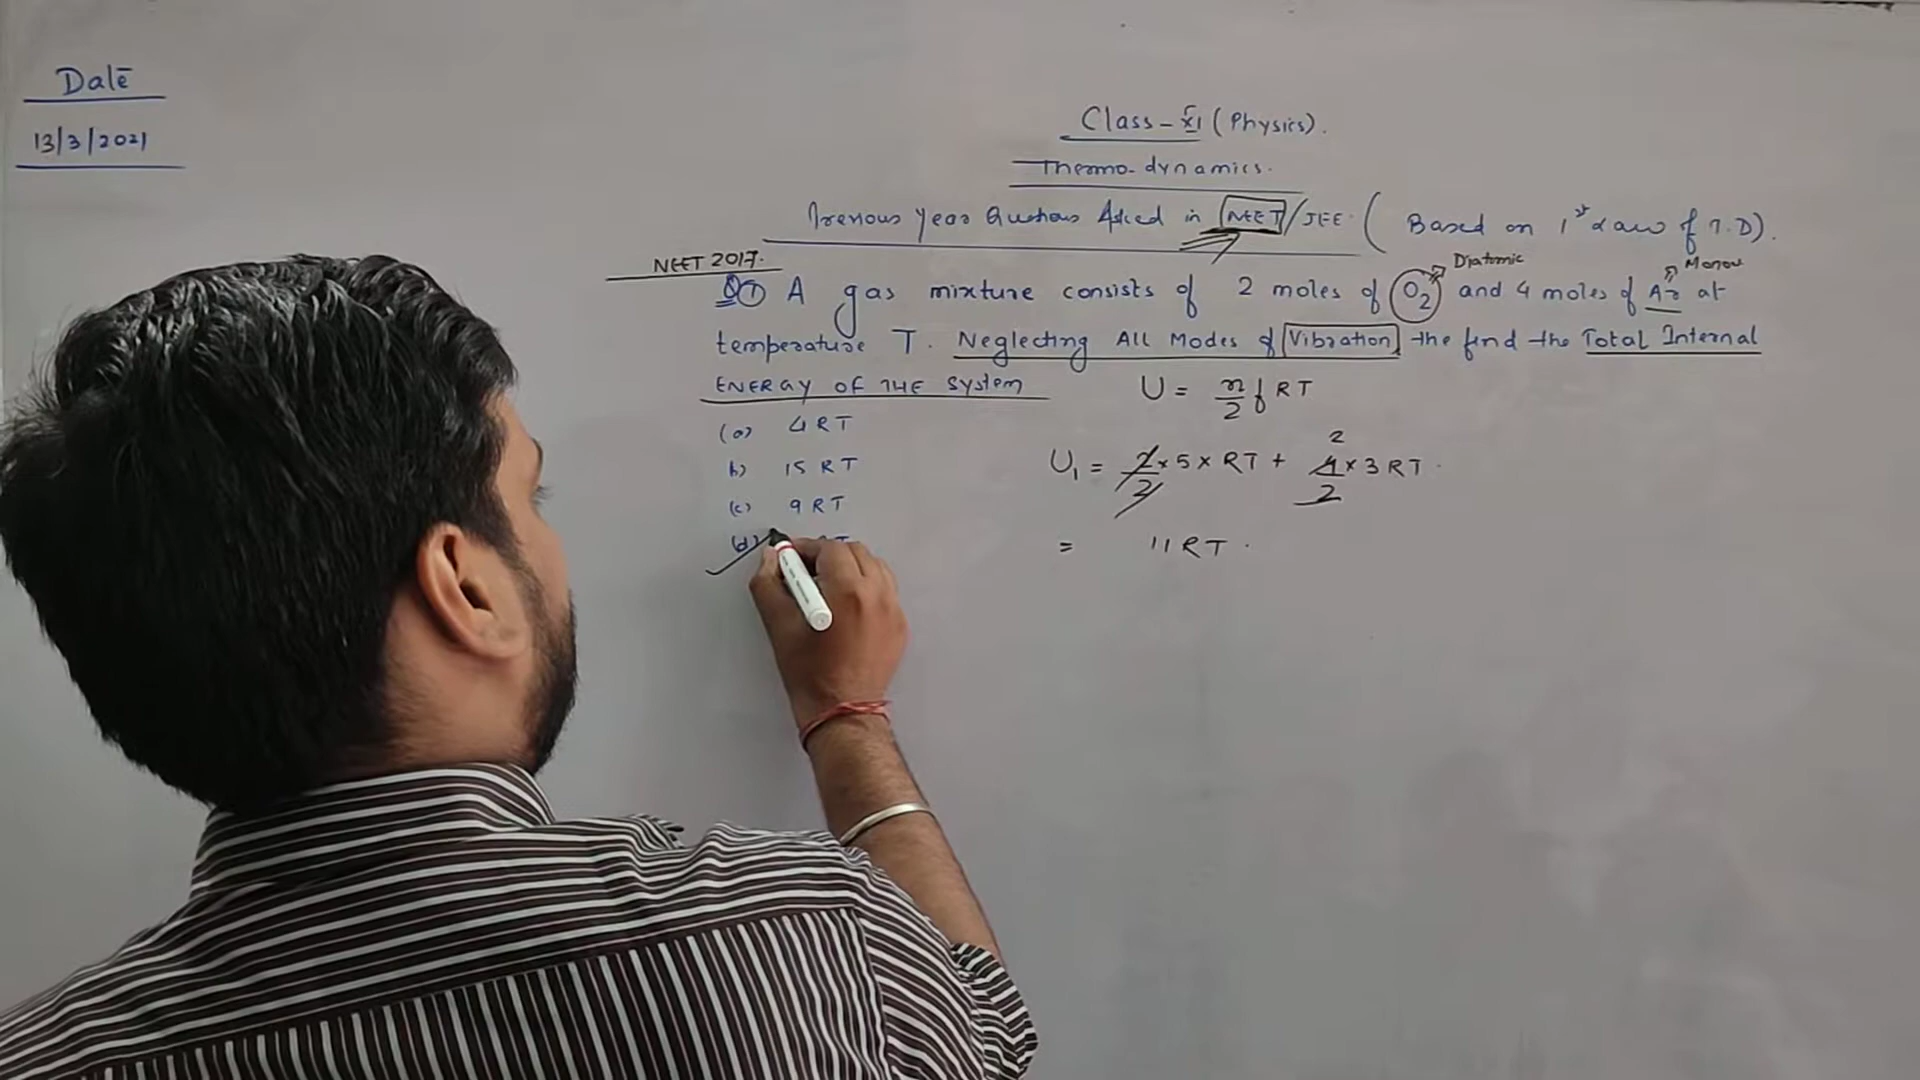 Date
13/3/2021
Class - XI (Physics).
Thermo-dynamics.
Previous Year Questions Asked in NEET/JEE (Based on 1st Law of T.D).
NEET 2017.
Diatomic
Q1 A gas mixture consists of 2 moles of O2 and 4 moles of Ar at
temperature T. Neglecting All Modes of Vibration the find the Total Internal
ENERGY OF THE System
U = n/2 f RT
(a) 4 RT
b) 15 RT
(c) 9 RT
(d) RT
U1 = 2/2 × 5 × RT + 4/2 × 3 RT.
2
= 11 RT.